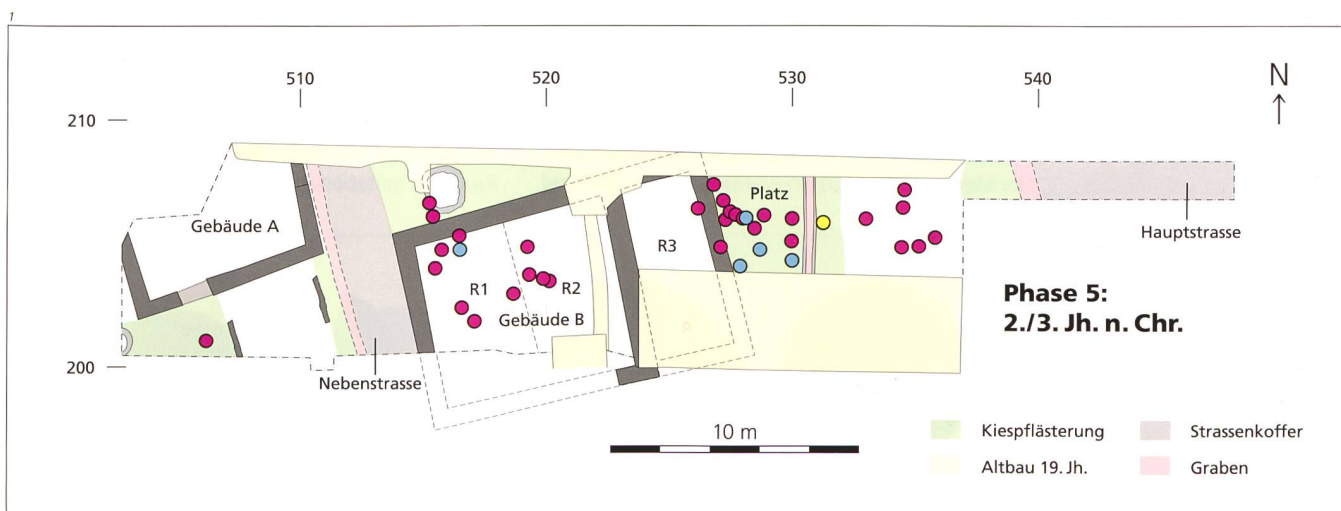 1
510 520 530 540 N
210
Platz
Gebäude A
R3
Hauptstrasse
R1 R2
Gebäude B
Phase 5:
2./3. Jh. n. Chr.
200
Nebenstrasse
10 m
Kiespflästerung Strassenkoffer
Altbau 19. Jh. Graben